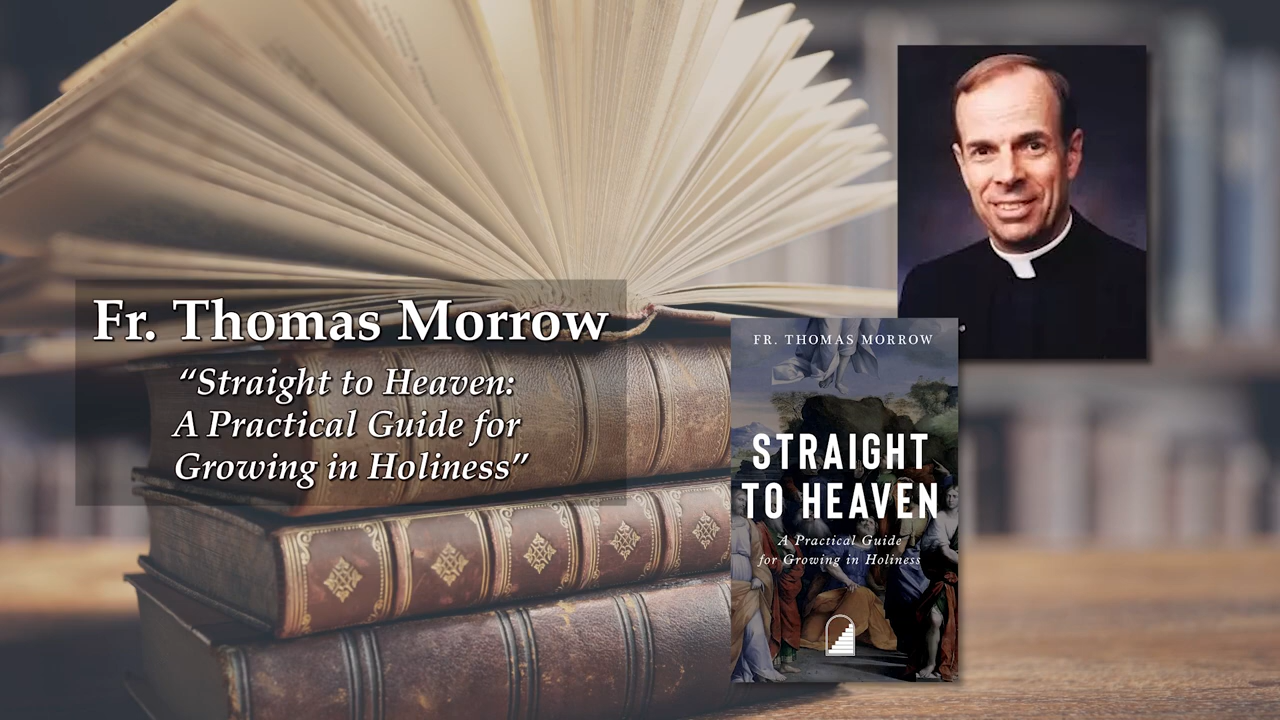 Fr. Thomas Morrow
“Straight to Heaven:
A Practical Guide for
Growing in Holiness”
FR. THOMAS MORROW
STRAIGHT
TO HEAVEN
A Practical Guide
for Growing in Holiness